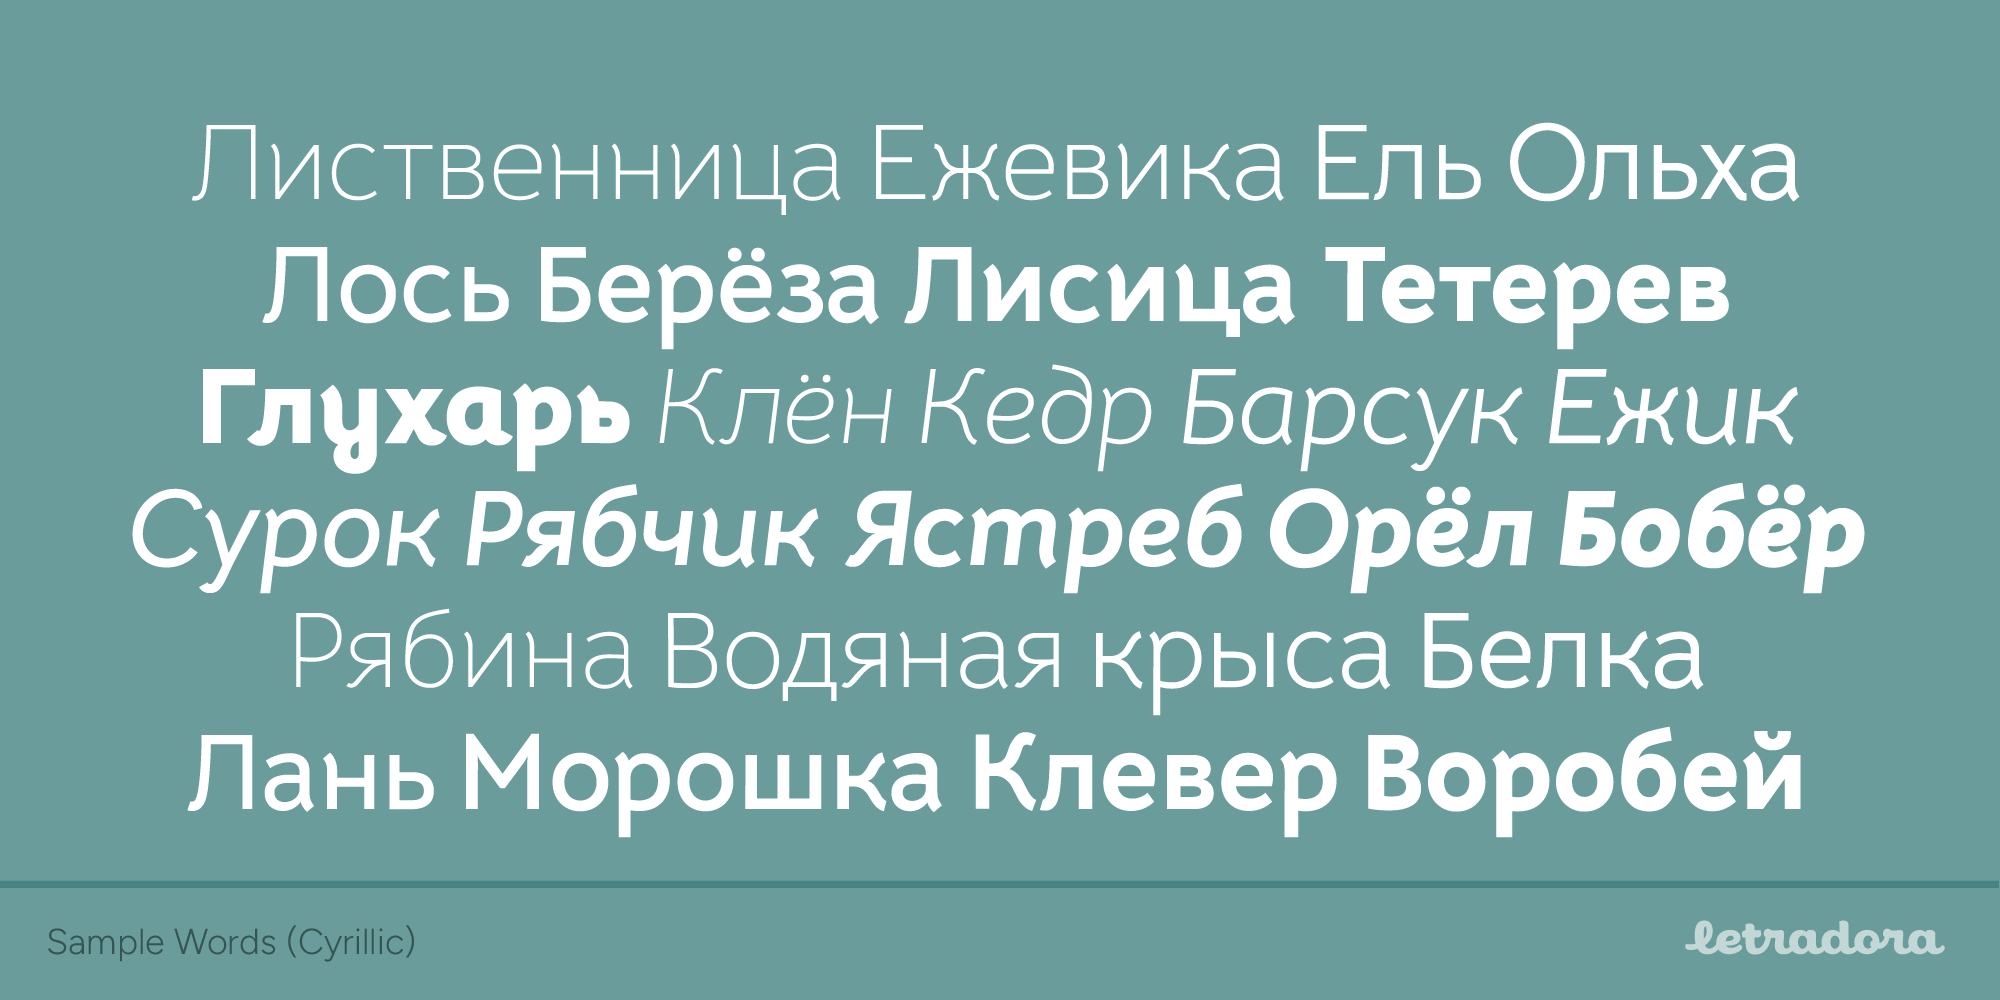 Лиственница Ежевика Ель Ольха
Лось Берёза Лисица Тетерев
Глухарь Клён Кедр Барсук Ежик
Сурок Рябчик Ястреб Орёл Бобёр
Рябина Водяная крыса Белка
Лань Морошка Клевер Воробей
Sample Words (Cyrillic)
letradora